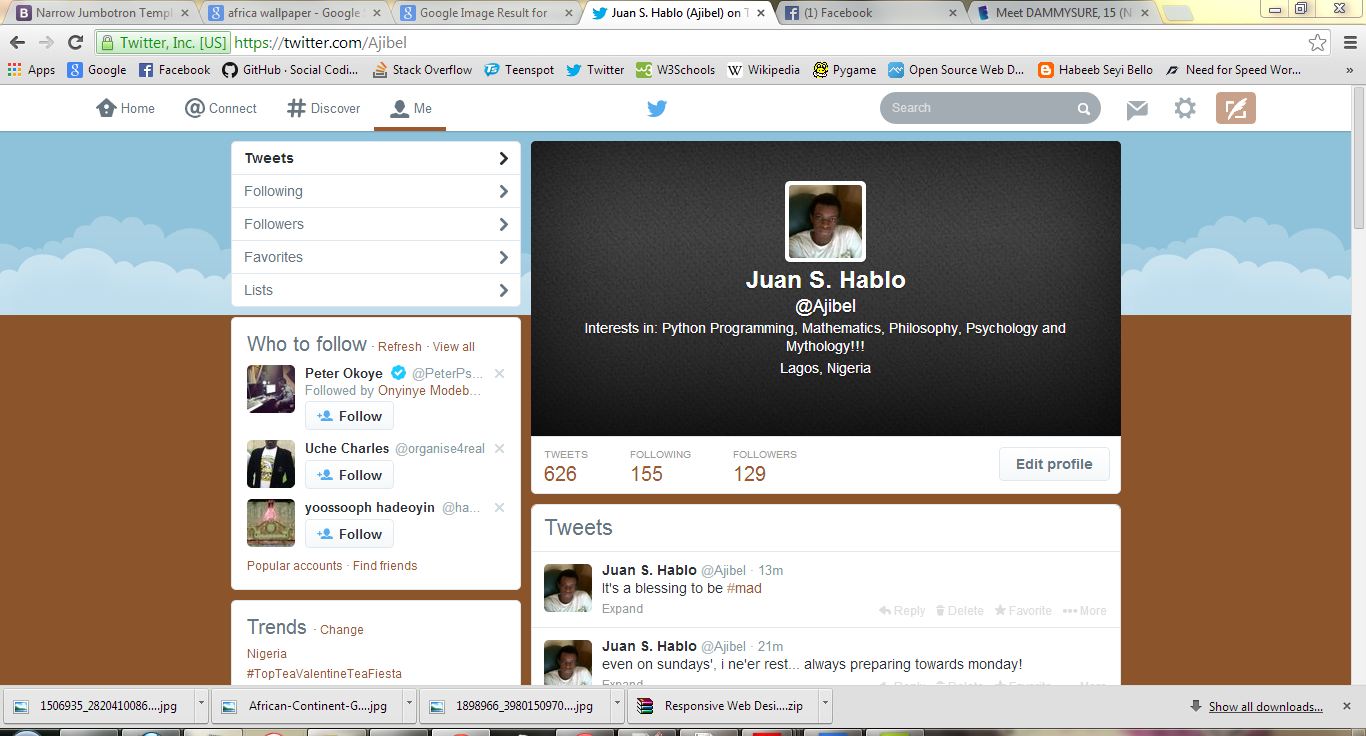 Narrow Jumbotron Templ
africa wallpaper - Google S
Google Image Result for
Juan S. Hablo (Ajibel) on T
(1) Facebook
Meet DAMMYSURE, 15 (N
Twitter, Inc. [US] https://twitter.com/Ajibel
Apps Google Facebook GitHub · Social Codi... Stack Overflow Teenspot Twitter W3Schools Wikipedia Pygame Open Source Web D... Habeeb Seyi Bello Need for Speed Wor... »
Home Connect Discover Me Search
Tweets
Following
Followers
Favorites
Lists
Who to follow · Refresh · View all
Peter Okoye @PeterPs...
Followed by Onyinye Modeb...
Follow
Uche Charles @organise4real
Follow
yoossooph hadeoyin @ha...
Follow
Popular accounts · Find friends
Trends · Change
Nigeria
#TopTeaValentineTeaFiesta
Juan S. Hablo
@Ajibel
Interests in: Python Programming, Mathematics, Philosophy, Psychology and
Mythology!!!
Lagos, Nigeria
TWEETS FOLLOWING FOLLOWERS
626 155 129
Edit profile
Tweets
Juan S. Hablo @Ajibel · 13m
It's a blessing to be #mad
Expand Reply Delete Favorite More
Juan S. Hablo @Ajibel · 21m
even on sundays', i ne'er rest... always preparing towards monday!
Expand Reply Delete Favorite More
1506935_2820410086....jpg African-Continent-G....jpg 1898966_3980150970....jpg Responsive Web Desi....zip Show all downloads...